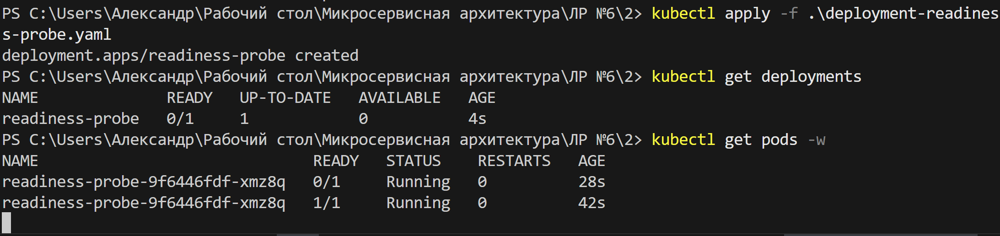 PS C:\Users\Александр\Рабочий стол\Микросервисная архитектура\ЛР №6\2> kubectl apply -f .\deployment-readines
s-probe.yaml
deployment.apps/readiness-probe created
PS C:\Users\Александр\Рабочий стол\Микросервисная архитектура\ЛР №6\2> kubectl get deployments
NAME              READY   UP-TO-DATE   AVAILABLE   AGE
readiness-probe   0/1     1            0           4s
PS C:\Users\Александр\Рабочий стол\Микросервисная архитектура\ЛР №6\2> kubectl get pods -w
NAME                              READY   STATUS    RESTARTS   AGE
readiness-probe-9f6446fdf-xmz8q   0/1     Running   0          28s
readiness-probe-9f6446fdf-xmz8q   1/1     Running   0          42s